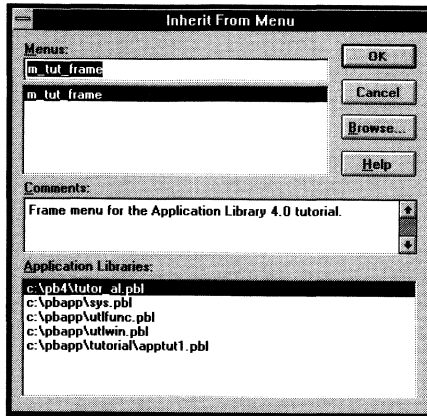 Inherit From Menu
Menus:
m_tut_frame
m_tut_frame
OK
Cancel
Browse...
Help
Comments:
Frame menu for the Application Library 4.0 tutorial.
Application Libraries:
c:\pb4\tutor_al.pbl
c:\pbapp\sys.pbl
c:\pbapp\utlfunc.pbl
c:\pbapp\utlwin.pbl
c:\pbapp\tutorial\apptut1.pbl